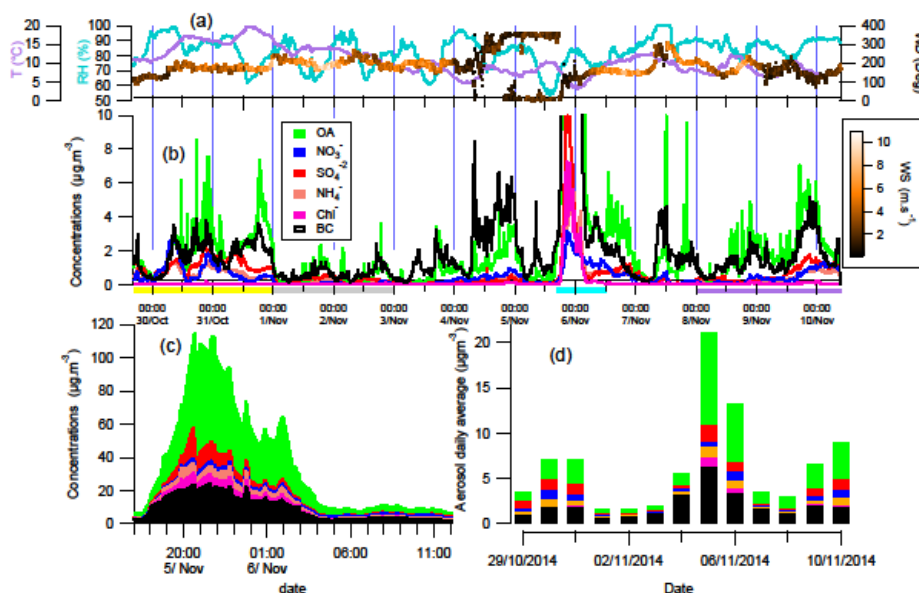 (a)
T (°C)
20
15
10
5
0
RH (%)
100
90
80
70
60
50
400
300
200
100
0
(b)
Concentrations (µg.m⁻³)
10
8
6
4
2
0
OA
NO₃⁻
SO₄⁻²
NH₄⁻
Chl⁻
BC
WS (m.s⁻¹)
10
8
6
4
2
00:00 00:00 00:00 00:00 00:00 00:00 00:00 00:00 00:00 00:00 00:00 00:00
30/Oct 31/Oct 1/Nov 2/Nov 3/Nov 4/Nov 5/Nov 6/Nov 7/Nov 8/Nov 9/Nov 10/Nov
(c)
Concentrations (µg.m⁻³)
120
100
80
60
40
20
0
20:00 01:00 06:00 11:00
5/ Nov 6/ Nov
date
(d)
Aerosol daily average (µgm⁻³)
20
15
10
5
0
29/10/2014 02/11/2014 06/11/2014 10/11/2014
Date